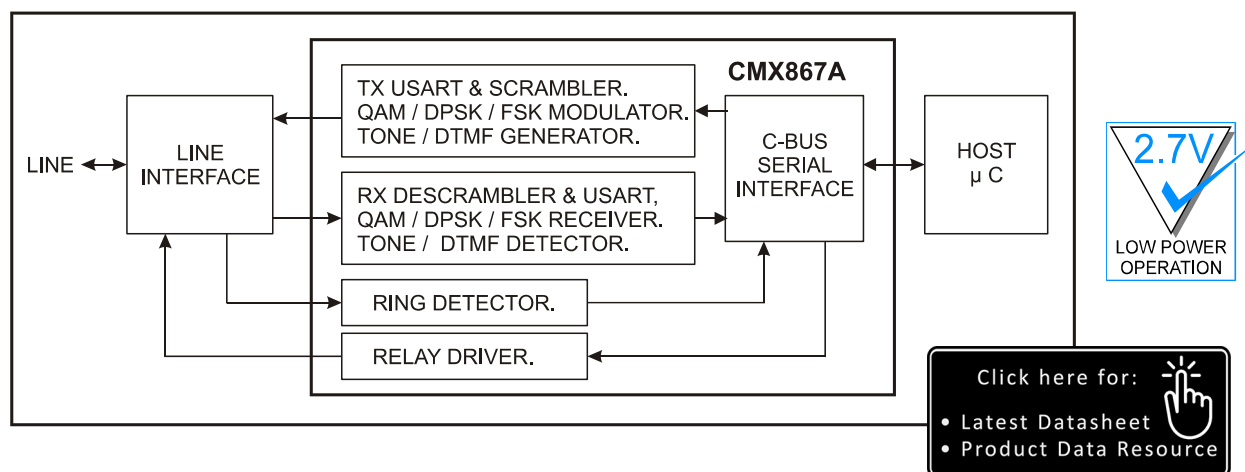 CMX867A
TX USART & SCRAMBLER.
QAM / DPSK / FSK MODULATOR.
TONE / DTMF GENERATOR.
LINE
LINE
INTERFACE
C-BUS
SERIAL
INTERFACE
HOST
µ C
RX DESCRAMBLER & USART,
QAM / DPSK / FSK RECEIVER.
TONE / DTMF DETECTOR.
RING DETECTOR.
RELAY DRIVER.
2.7V
LOW POWER
OPERATION
Click here for:
• Latest Datasheet
• Product Data Resource